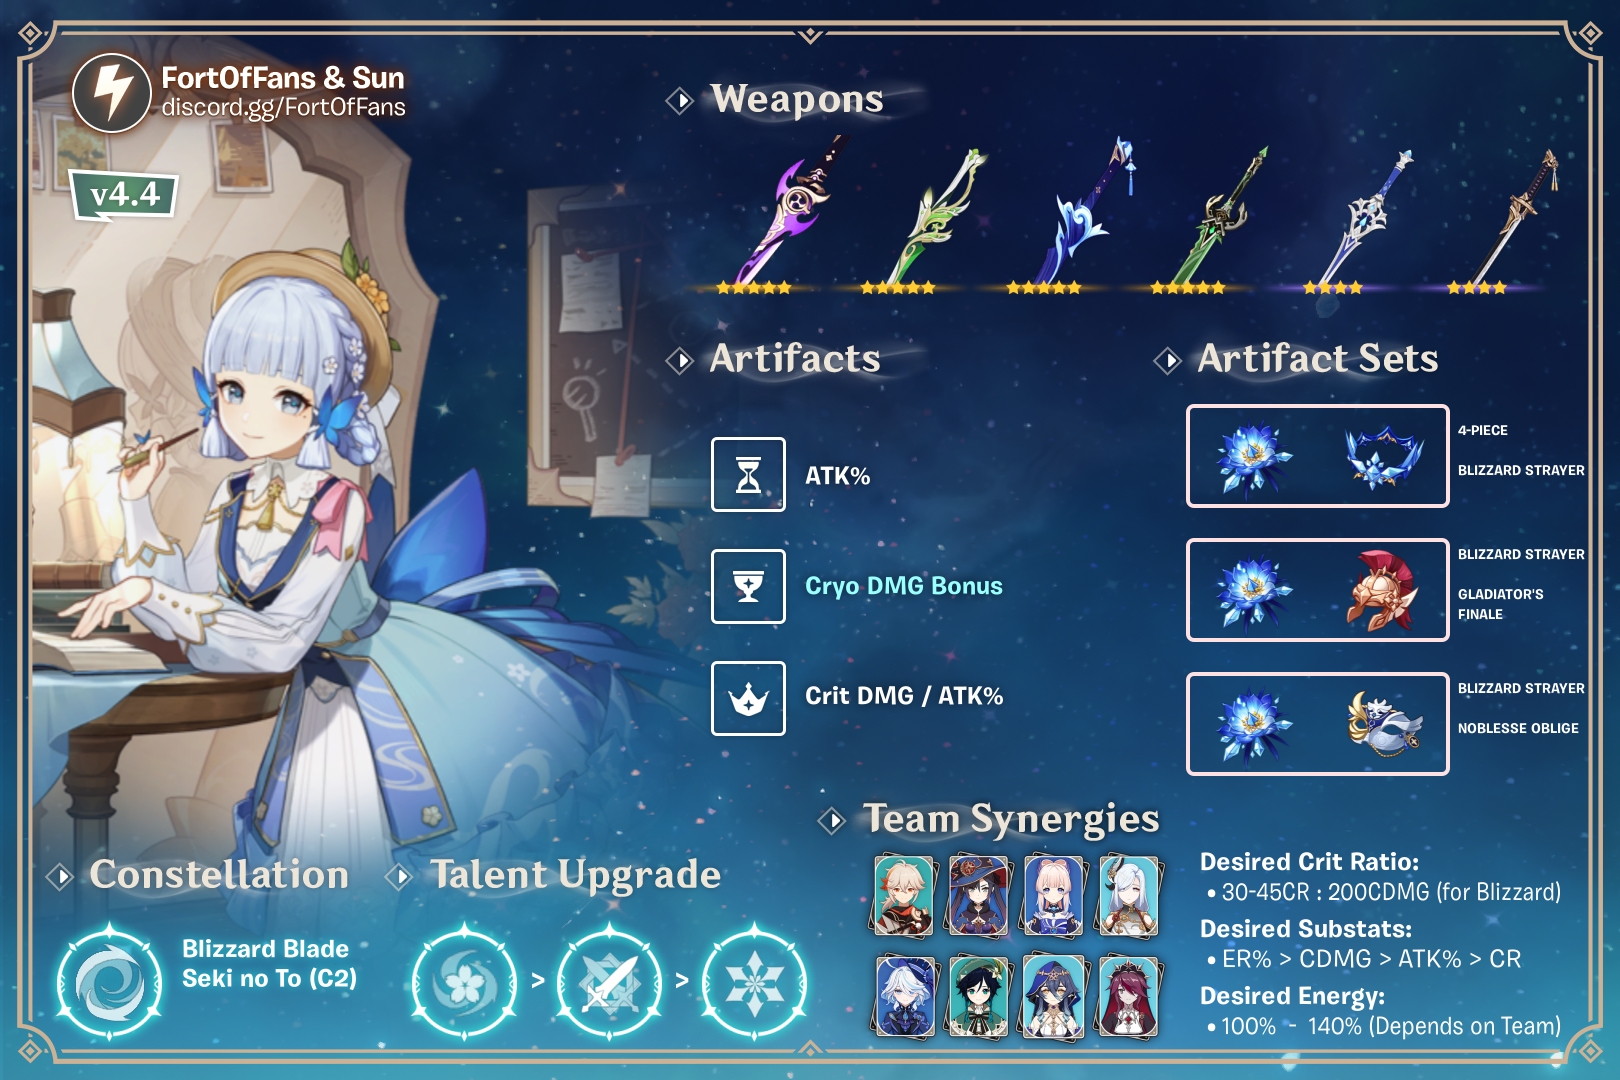 FortOfFans & Sun
discord.gg/FortOfFans
v4.4
Weapons
Artifacts
ATK%
Cryo DMG Bonus
Crit DMG / ATK%
Artifact Sets
4-PIECE
BLIZZARD STRAYER
BLIZZARD STRAYER
GLADIATOR'S
FINALE
BLIZZARD STRAYER
NOBLESSE OBLIGE
Constellation
Blizzard Blade
Seki no To (C2)
Talent Upgrade
> >
Team Synergies
Desired Crit Ratio:
• 30-45CR : 200CDMG (for Blizzard)
Desired Substats:
• ER% > CDMG > ATK% > CR
Desired Energy:
• 100% - 140% (Depends on Team)